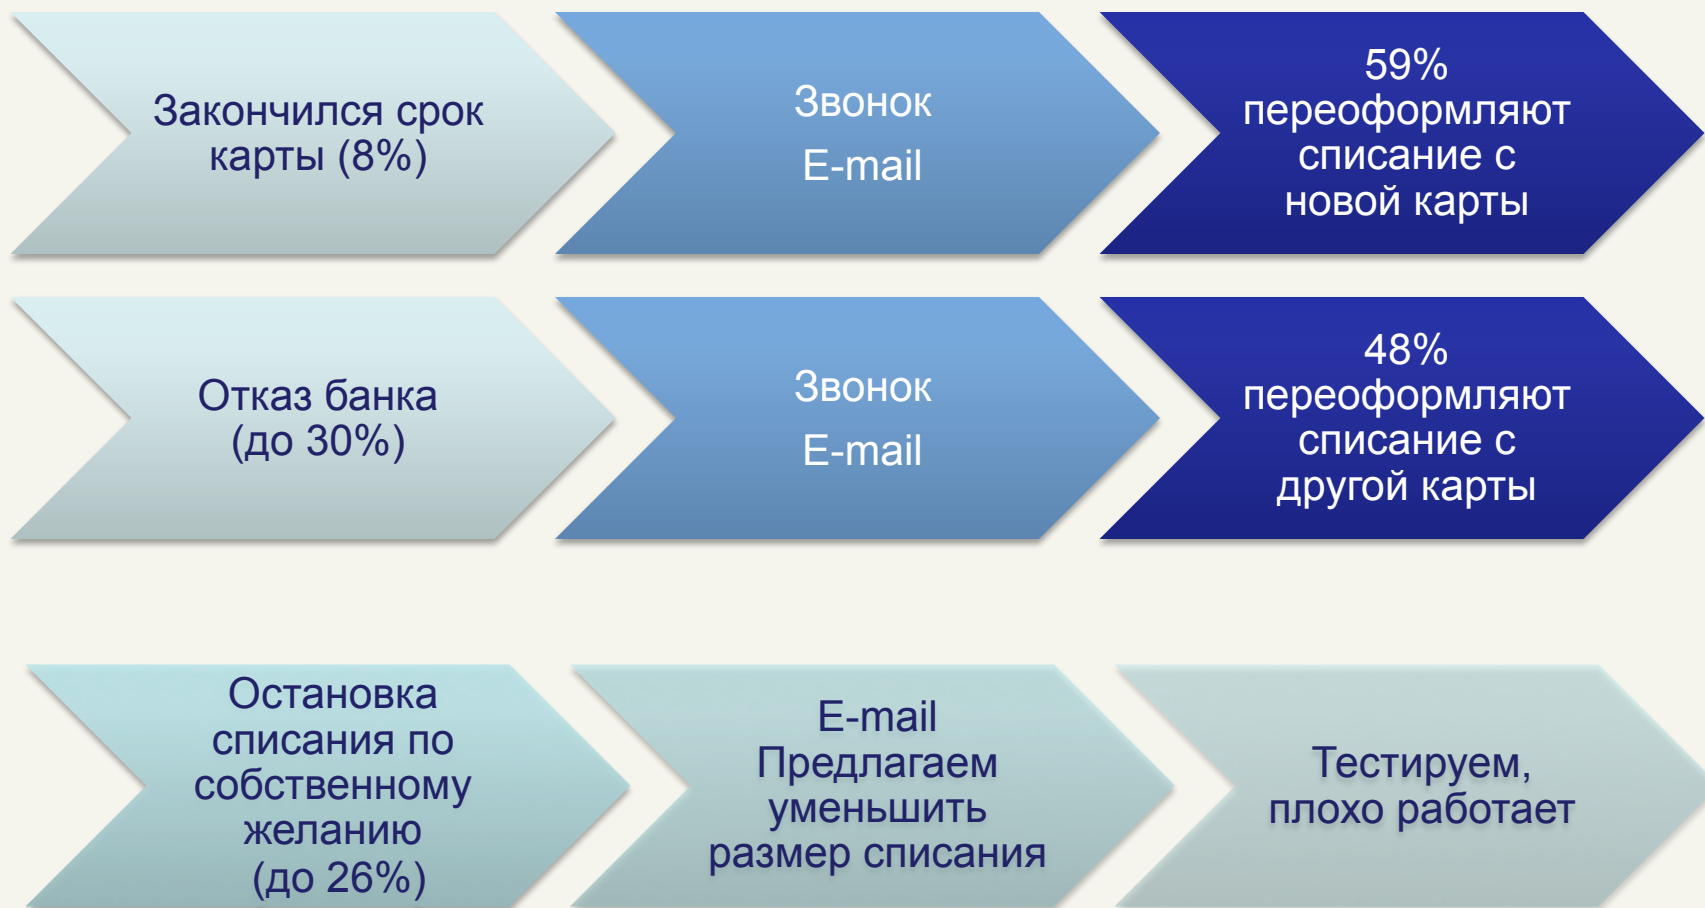 Закончился срок
карты (8%)
Звонок
E-mail
59%
переоформляют
списание с
новой карты
Отказ банка
(до 30%)
Звонок
E-mail
48%
переоформляют
списание с
другой карты
Остановка
списания по
собственному
желанию
(до 26%)
E-mail
Предлагаем
уменьшить
размер списания
Тестируем,
плохо работает